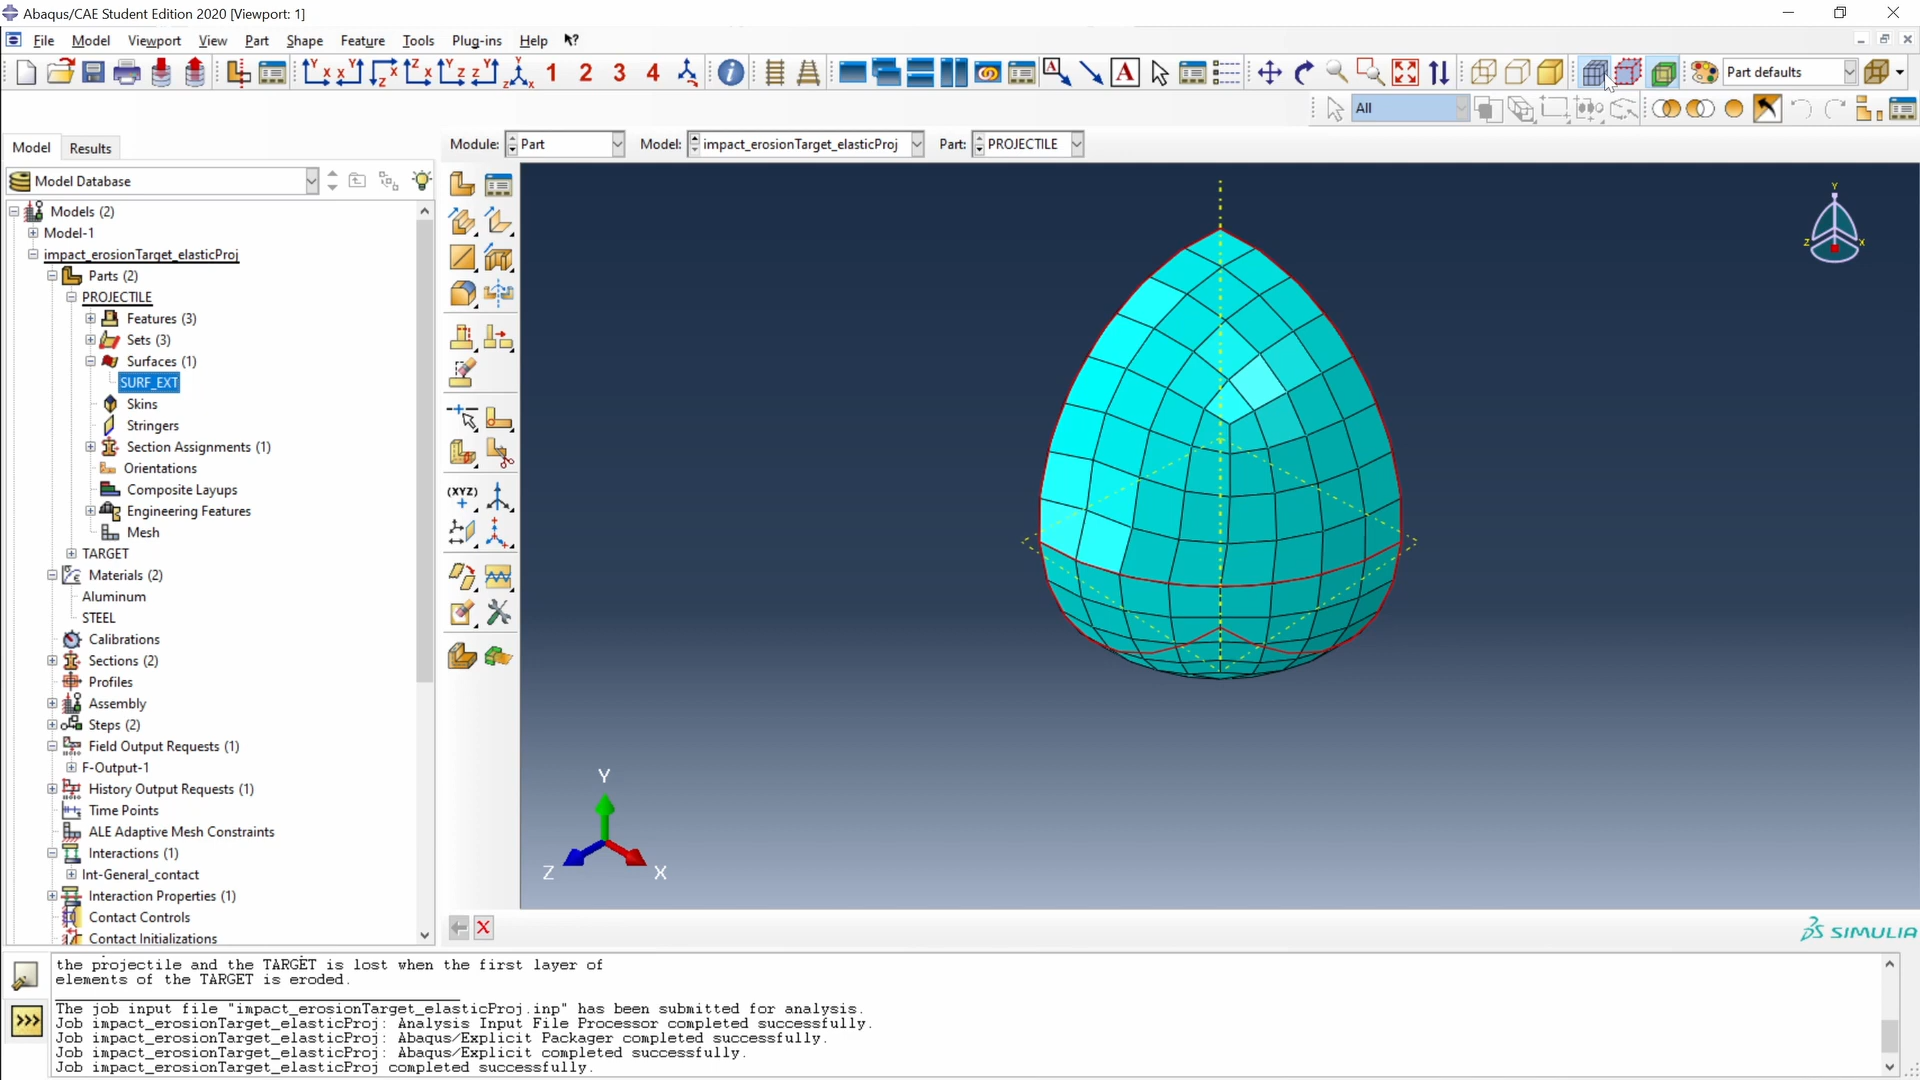 Abaqus/CAE Student Edition 2020 [Viewport: 1]
File Model Viewport View Part Shape Feature Tools Plug-ins Help
1 2 3 4 Part defaults
All
Model Results
Module: Part Model: impact_erosionTarget_elasticProj Part: PROJECTILE
Model Database
Models (2)
Model-1
impact_erosionTarget_elasticProj
Parts (2)
PROJECTILE
Features (3)
Sets (3)
Surfaces (1)
SURF_EXT
Skins
Stringers
Section Assignments (1)
Orientations
Composite Layups
Engineering Features
Mesh
TARGET
Materials (2)
Aluminum
STEEL
Calibrations
Sections (2)
Profiles
Assembly
Steps (2)
Field Output Requests (1)
F-Output-1
History Output Requests (1)
Time Points
ALE Adaptive Mesh Constraints
Interactions (1)
Int-General_contact
Interaction Properties (1)
Contact Controls
Contact Initializations
(XYZ)
Y
Z
X
Y
Z
X
SIMULIA
the projectile and the TARGET is lost when the first layer of
elements of the TARGET is eroded.
The job input file "impact_erosionTarget_elasticProj.inp" has been submitted for analysis.
Job impact_erosionTarget_elasticProj: Analysis Input File Processor completed successfully.
Job impact_erosionTarget_elasticProj: Abaqus/Explicit Packager completed successfully.
Job impact_erosionTarget_elasticProj: Abaqus/Explicit completed successfully.
Job impact_erosionTarget_elasticProj completed successfully.